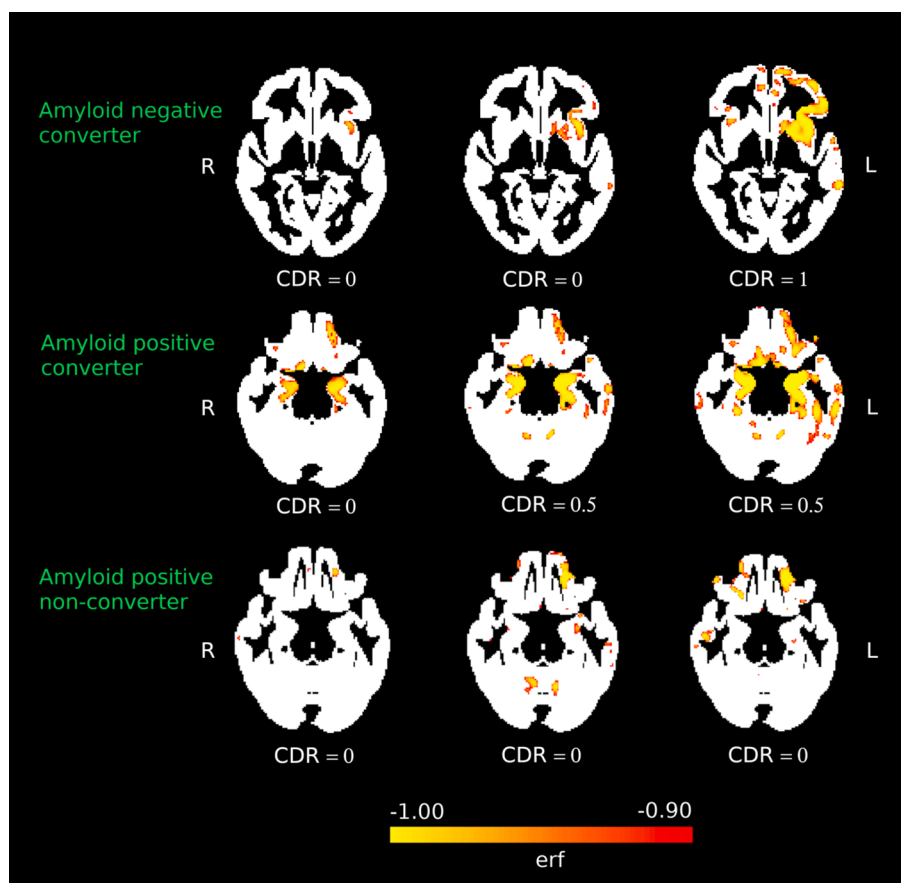 Amyloid negative
converter
R
L
CDR = 0
CDR = 0
CDR = 1
Amyloid positive
converter
R
L
CDR = 0
CDR = 0.5
CDR = 0.5
Amyloid positive
non-converter
R
L
CDR = 0
CDR = 0
CDR = 0
-1.00
-0.90
erf